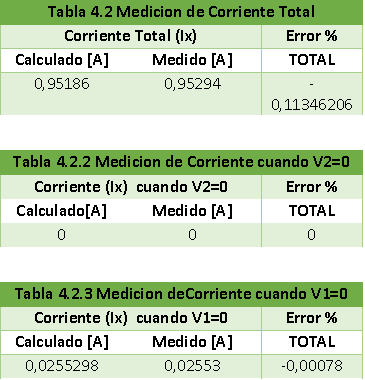 Tabla 4.2 Medicion de Corriente Total
Corriente Total (Ix) Error %
Calculado [A] Medido [A] TOTAL
0,95186 0,95294 -
0,11346206
Tabla 4.2.2 Medicion de Corriente cuando V2=0
Corriente (Ix) cuando V2=0 Error %
Calculado[A] Medido [A] TOTAL
0 0 0
Tabla 4.2.3 Medicion deCorriente cuando V1=0
Corriente (Ix) cuando V1=0 Error %
Calculado [A] Medido [A] TOTAL
0,0255298 0,02553 -0,00078